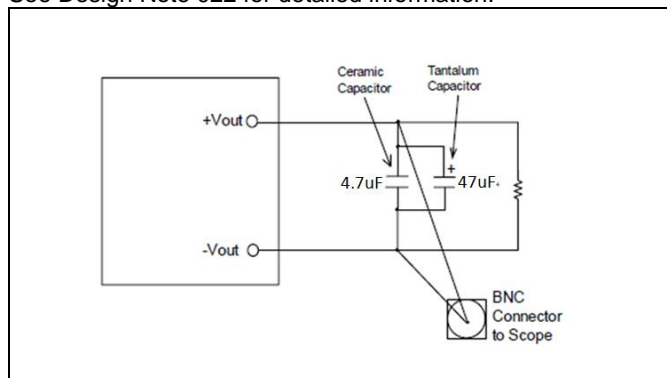 See Design Note 022 for detailed information.
Ceramic
Capacitor
Tantalum
Capacitor
+Vout
+
4.7uF
47uF
-Vout
BNC
Connector
to Scope